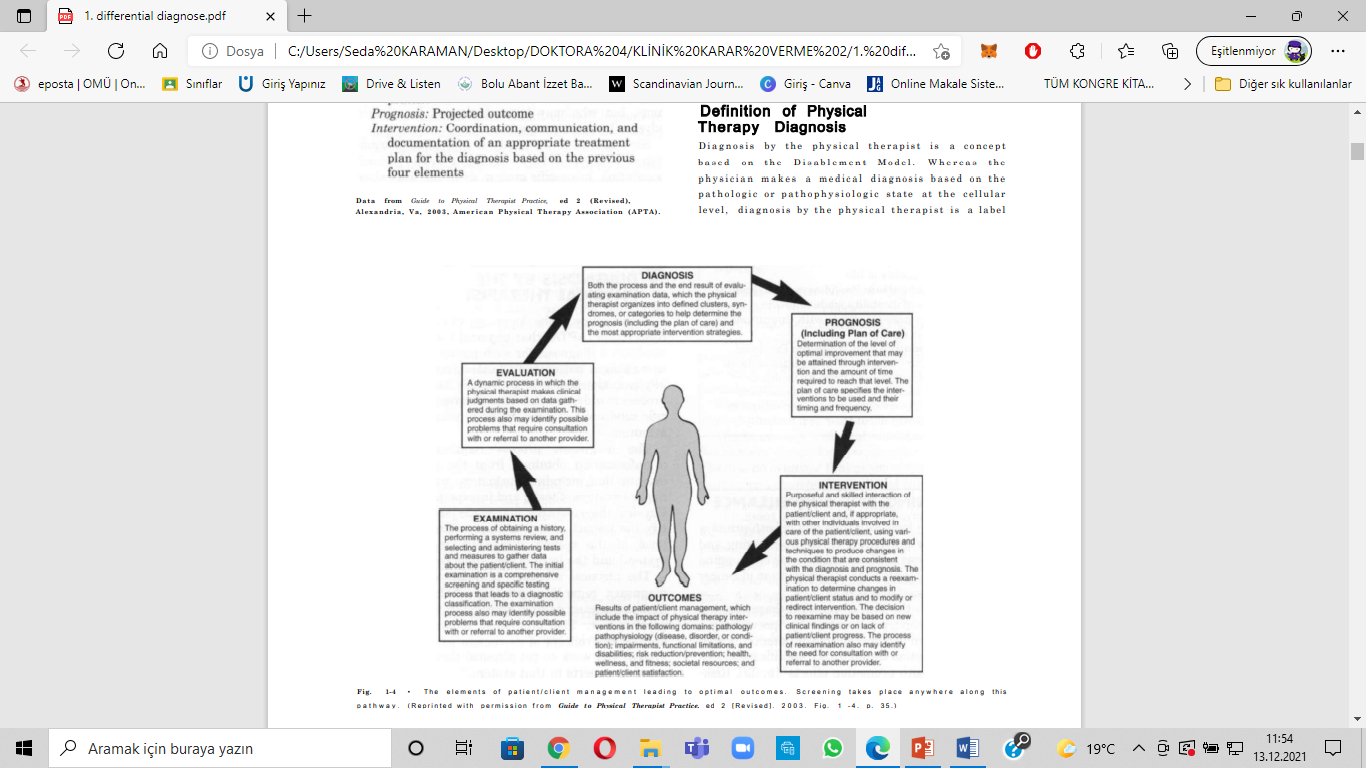 1. differential diagnose.pdf
Dosya
C:/Users/Seda%20KARAMAN/Desktop/DOKTORA%204/KLİNİK%20KARAR%20VERME%202/1.%20dif...
Eşitlenmiyor
eposta | OMÜ | On...
Sınıflar
Giriş Yapınız
Drive & Listen
Bolu Abant İzzet Ba...
Scandinavian Journ...
Giriş - Canva
Online Makale Siste...
TÜM KONGRE KİTA...
Diğer sık kullanılanlar
Prognosis: Projected outcome
Intervention: Coordination, communication, and
documentation of an appropriate treatment
plan for the diagnosis based on the previous
four elements
Data from Guide to Physical Therapist Practice, ed 2 (Revised),
Alexandria, Va, 2003, American Physical Therapy Association (APTA).
Definition of Physical
Therapy Diagnosis
Diagnosis by the physical therapist is a concept
based on the Disablement Model. Whereas the
physician makes a medical diagnosis based on the
pathologic or pathophysiologic state at the cellular
level, diagnosis by the physical therapist is a label
DIAGNOSIS
Both the process and the end result of evalu-
ating examination data, which the physical
therapist organizes into defined clusters, syn-
dromes, or categories to help determine the
prognosis (including the plan of care) and
the most appropriate intervention strategies.
PROGNOSIS
(Including Plan of Care)
Determination of the level of
optimal improvement that may
be attained through interven-
tion and the amount of time
required to reach that level. The
plan of care specifies the inter-
ventions to be used and their
timing and frequency.
EVALUATION
A dynamic process in which the
physical therapist makes clinical
judgments based on data gath-
ered during the examination. This
process also may identify possible
problems that require consultation
with or referral to another provider.
INTERVENTION
Purposeful and skilled interaction of
the physical therapist with the
patient/client and, if appropriate,
with other individuals involved in
care of the patient/client, using vari-
ous physical therapy procedures and
techniques to produce changes in
the condition that are consistent
with the diagnosis and prognosis. The
physical therapist conducts a reexam-
ination to determine changes in
patient/client status and to modify or
redirect intervention. The decision
to reexamine may be based on new
clinical findings or on lack of
patient/client progress. The process
of reexamination also may identify
the need for consultation with or
referral to another provider.
EXAMINATION
The process of obtaining a history,
performing a systems review, and
selecting and administering tests
and measures to gather data
about the patient/client. The initial
examination is a comprehensive
screening and specific testing
process that leads to a diagnostic
classification. The examination
process also may identify possible
problems that require consultation
with or referral to another provider.
OUTCOMES
Results of patient/client management, which
include the impact of physical therapy inter-
ventions in the following domains: pathology/
pathophysiology (disease, disorder, or condi-
tion); impairments, functional limitations, and
disabilities; risk reduction/prevention; health,
wellness, and fitness; societal resources; and
patient/client satisfaction.
Fig. 1-4 • The elements of patient/client management leading to optimal outcomes. Screening takes place anywhere along this
pathway. (Reprinted with permission from Guide to Physical Therapist Practice, ed 2 [Revised]. 2003. Fig. 1 -4. p. 35.)
Aramak için buraya yazın
19°C
11:54
13.12.2021